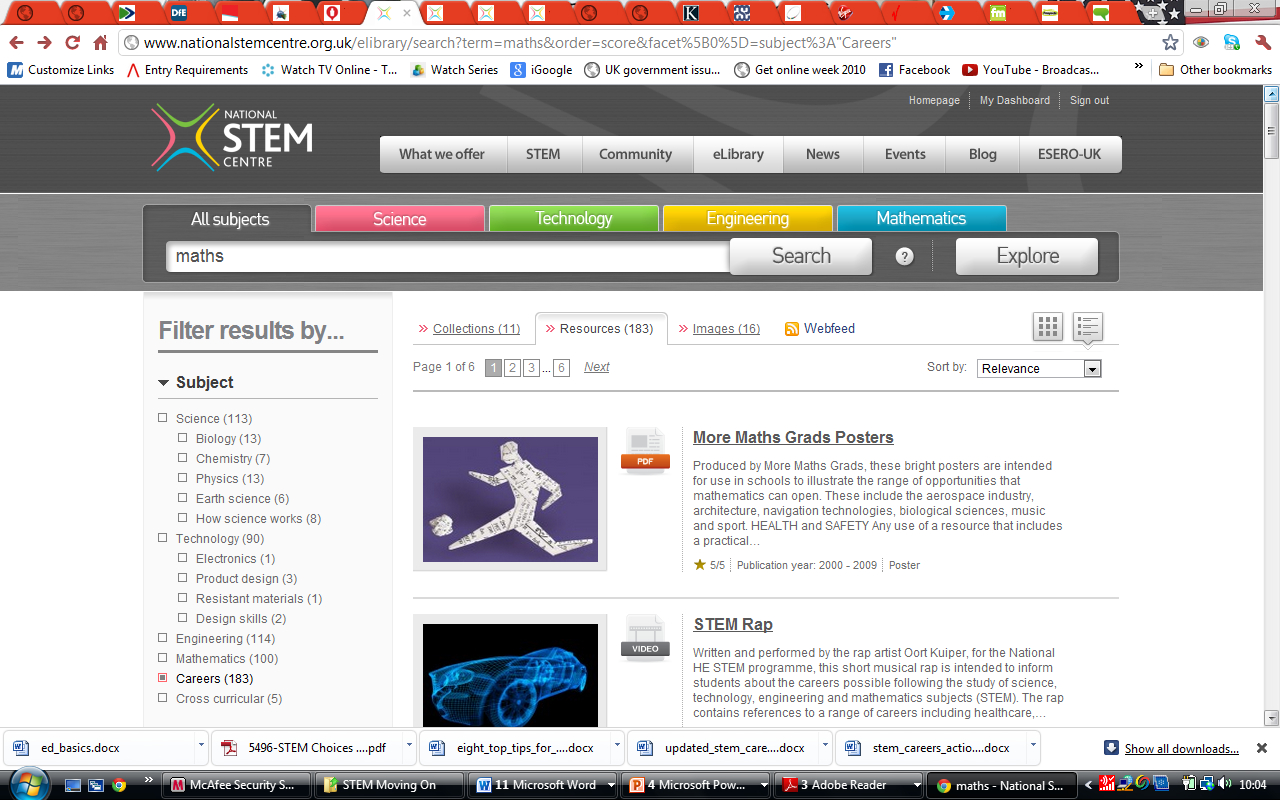 www.nationalstemcentre.org.uk/elibrary/search?term=maths&order=score&facet%5B0%5D=subject%3A"Careers"
Customize Links
Entry Requirements
Watch TV Online - T...
Watch Series
iGoogle
UK government issu...
Get online week 2010
Facebook
YouTube - Broadcas...
»
Other bookmarks
Homepage
My Dashboard
Sign out
NATIONAL
STEM
CENTRE
What we offer
STEM
Community
eLibrary
News
Events
Blog
ESERO-UK
All subjects
Science
Technology
Engineering
Mathematics
maths
Search
?
Explore
Filter results by...
Subject
Science (113)
Biology (13)
Chemistry (7)
Physics (13)
Earth science (6)
How science works (8)
Technology (90)
Electronics (1)
Product design (3)
Resistant materials (1)
Design skills (2)
Engineering (114)
Mathematics (100)
Careers (183)
Cross curricular (5)
» Collections (11)
» Resources (183)
» Images (16)
Webfeed
Page 1 of 6 1 2 3 ... 6 Next
Sort by: Relevance
PDF
More Maths Grads Posters
Produced by More Maths Grads, these bright posters are intended
for use in schools to illustrate the range of opportunities that
mathematics can open. These include the aerospace industry,
architecture, navigation technologies, biological sciences, music
and sport. HEALTH and SAFETY Any use of a resource that includes
a practical...
5/5 Publication year: 2000 - 2009 Poster
VIDEO
STEM Rap
Written and performed by the rap artist Oort Kuiper, for the National
HE STEM programme, this short musical rap is intended to inform
students about the careers possible following the study of science,
technology, engineering and mathematics subjects (STEM). The rap
contains references to a range of careers including healthcare,...
ed_basics.docx
5496-STEM Choices ....pdf
eight_top_tips_for_....docx
updated_stem_care....docx
stem_careers_actio....docx
Show all downloads...
»
McAfee Security S...
STEM Moving On
11 Microsoft Word
4 Microsoft Pow...
3 Adobe Reader
maths - National S...
10:04